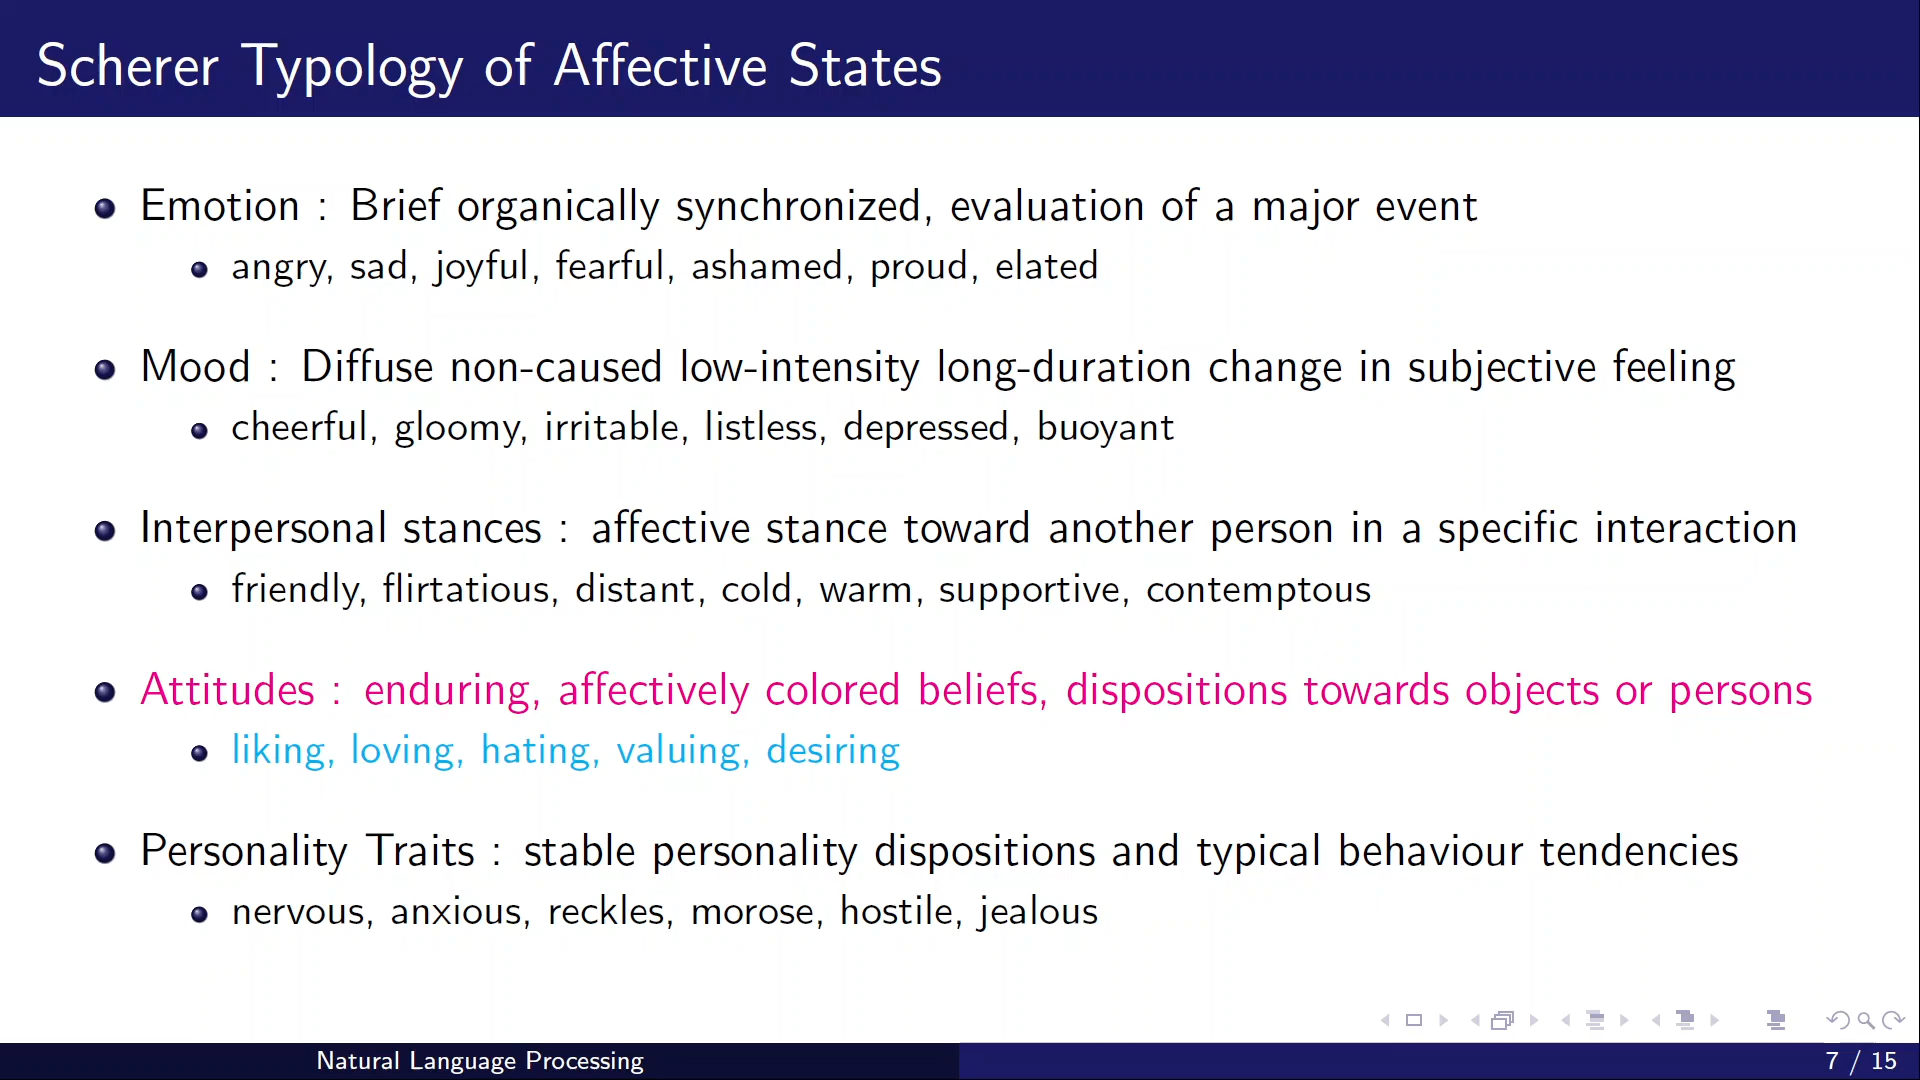 Scherer Typology of Affective States
Emotion : Brief organically synchronized, evaluation of a major event
angry, sad, joyful, fearful, ashamed, proud, elated
Mood : Diffuse non-caused low-intensity long-duration change in subjective feeling
cheerful, gloomy, irritable, listless, depressed, buoyant
Interpersonal stances : affective stance toward another person in a specific interaction
friendly, flirtatious, distant, cold, warm, supportive, contemptous
Attitudes : enduring, affectively colored beliefs, dispositions towards objects or persons
liking, loving, hating, valuing, desiring
Personality Traits : stable personality dispositions and typical behaviour tendencies
nervous, anxious, reckles, morose, hostile, jealous
Natural Language Processing
7 / 15